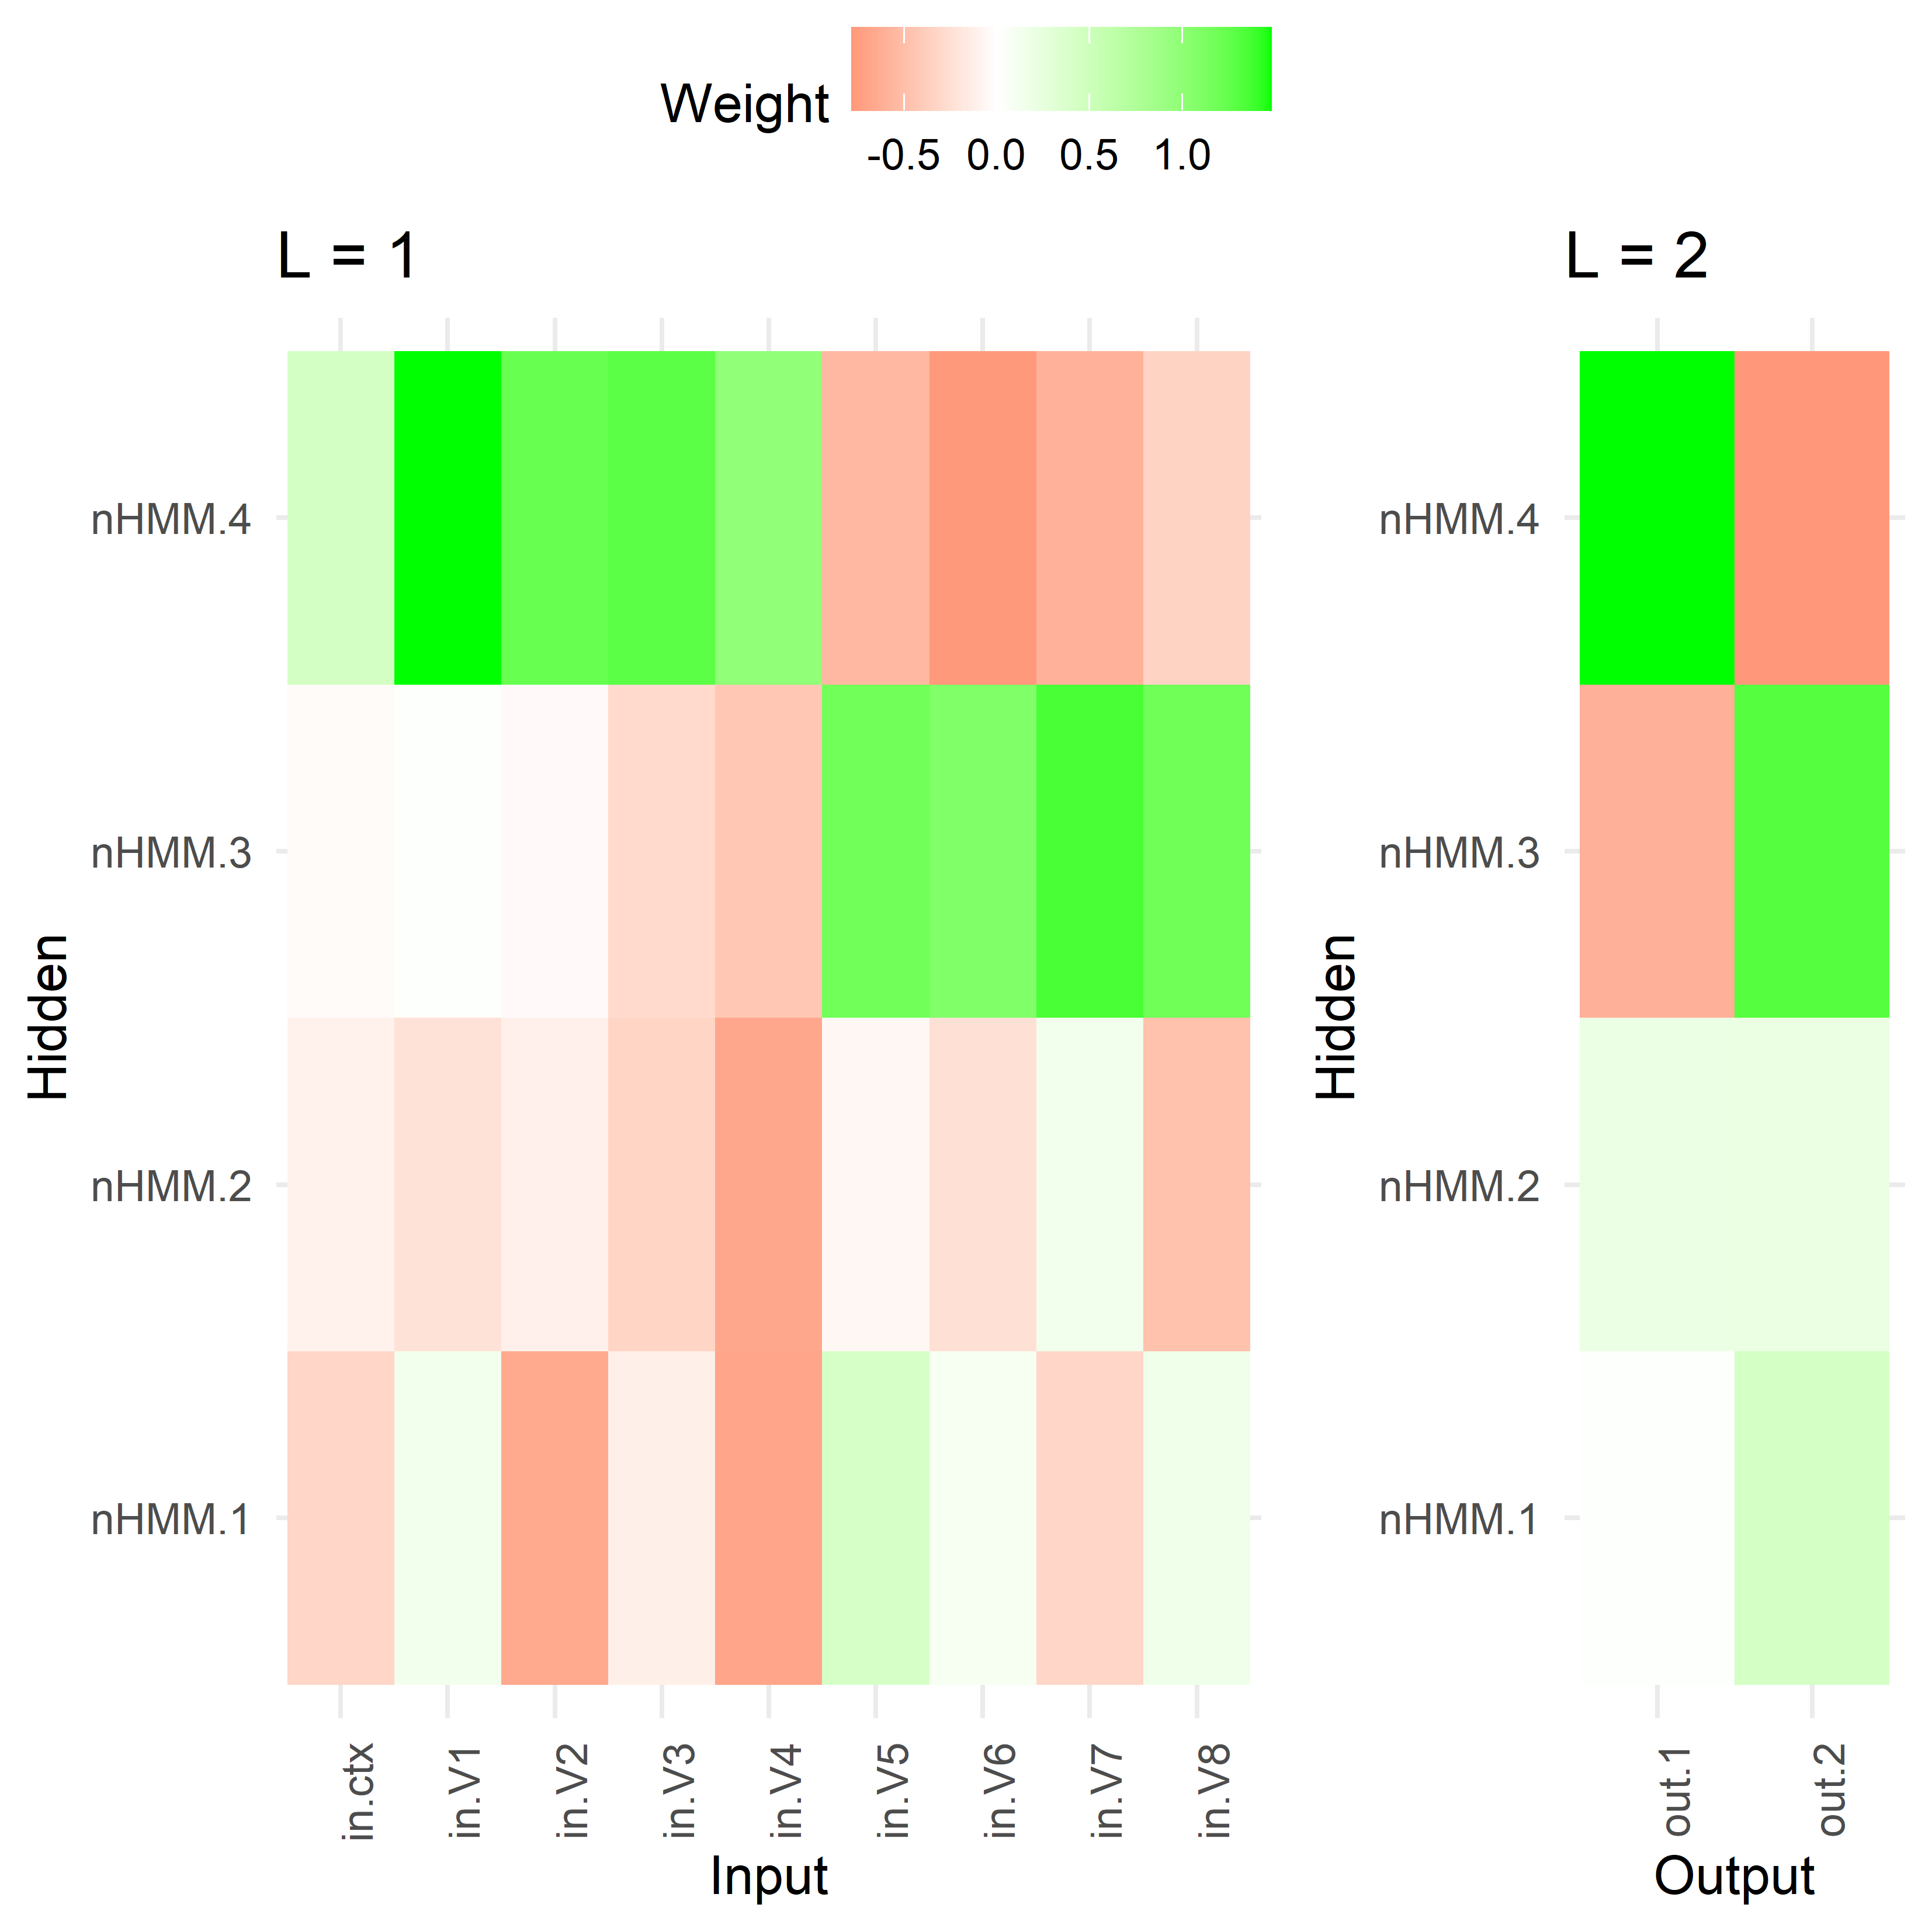 Weight
-0.5 0.0 0.5 1.0
L = 1
L = 2
nHMM.4
nHMM.3
nHMM.2
nHMM.1
Hidden
in.ctx in.V1 in.V2 in.V3 in.V4 in.V5 in.V6 in.V7 in.V8
Input
nHMM.4
nHMM.3
nHMM.2
nHMM.1
Hidden
out.1 out.2
Output